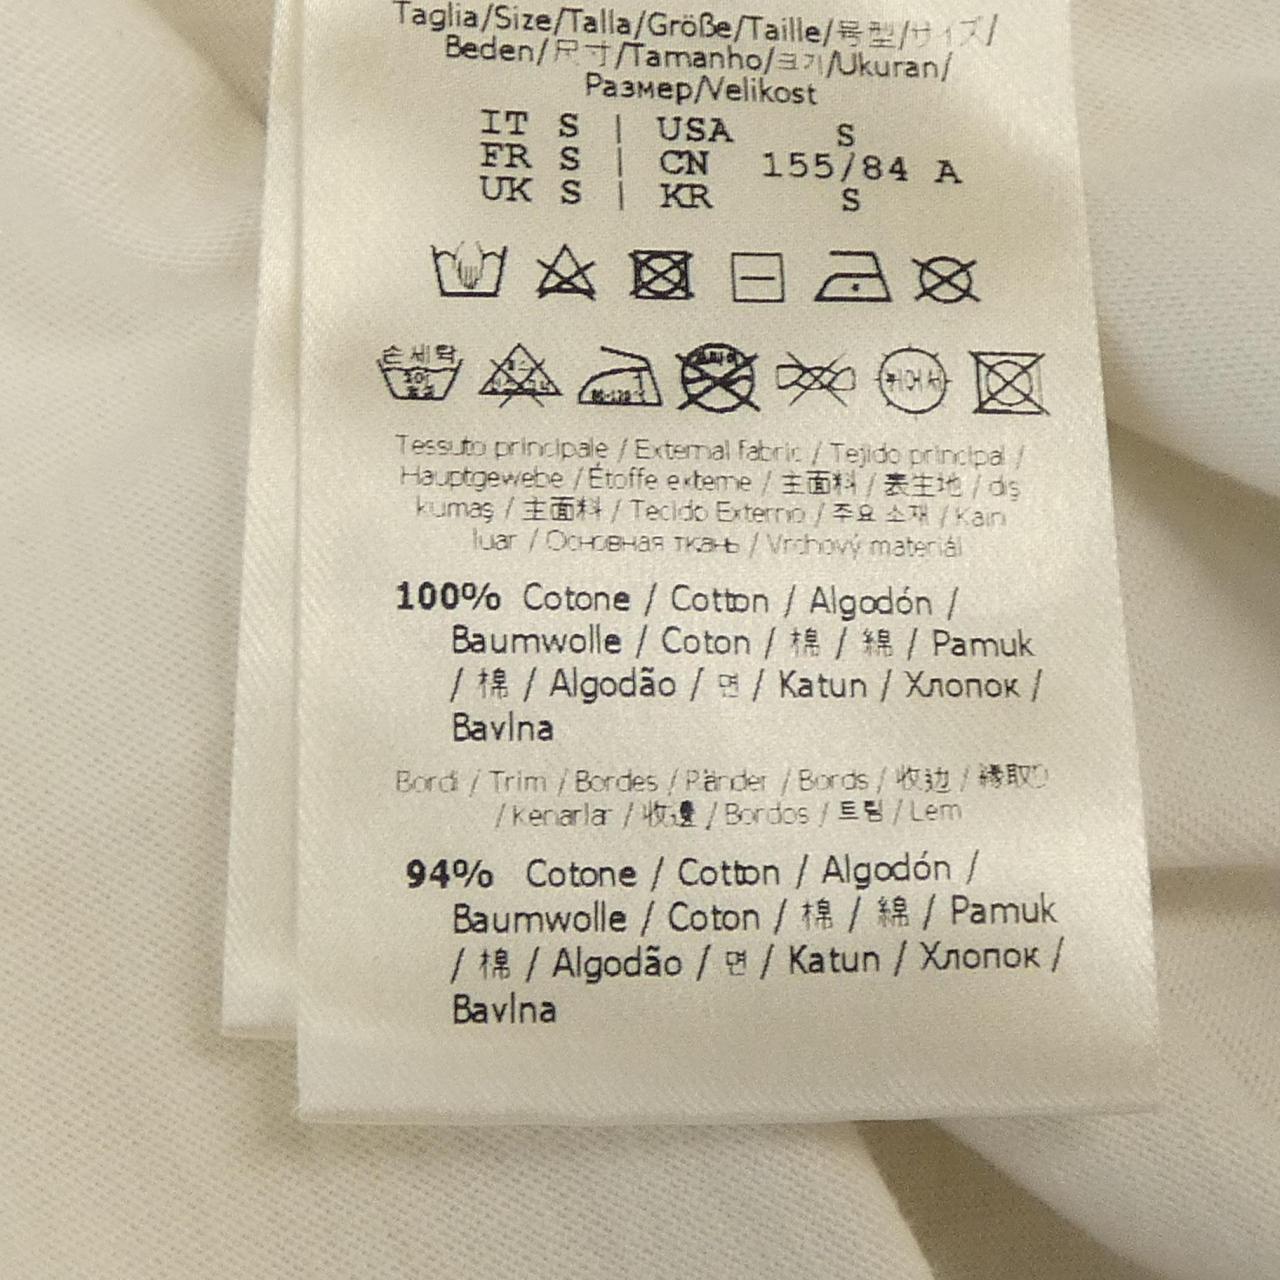 Taglia/Size/Talla/Größe/Taille/号型/サイズ/
Beden/尺寸/Tamanho/크기/Ukuran/
Размер/Velikost
IT S | USA S
FR S | CN 155/84 A
UK S | KR S
손세탁
Tessuto principale / External fabric / Tejido principal /
Hauptgewebe / Étoffe externe / 主面料 / 表生地 / dış
kumaş / 主面料 / Tecido Externo / 주요 소재 / Kain
luar / Основная ткань / Vrchový materiál
100% Cotone / Cotton / Algodón /
Baumwolle / Coton / 棉 / 綿 / Pamuk
/ 棉 / Algodão / 면 / Katun / Хлопок /
Bavlna
Bordi / Trim / Bordes / Ränder / Bords / 收边 / 縁取り
/ Kenarlar / 收邊 / Bordos / 트림 / Lem
94% Cotone / Cotton / Algodón /
Baumwolle / Coton / 棉 / 綿 / Pamuk
/ 棉 / Algodão / 면 / Katun / Хлопок /
Bavlna